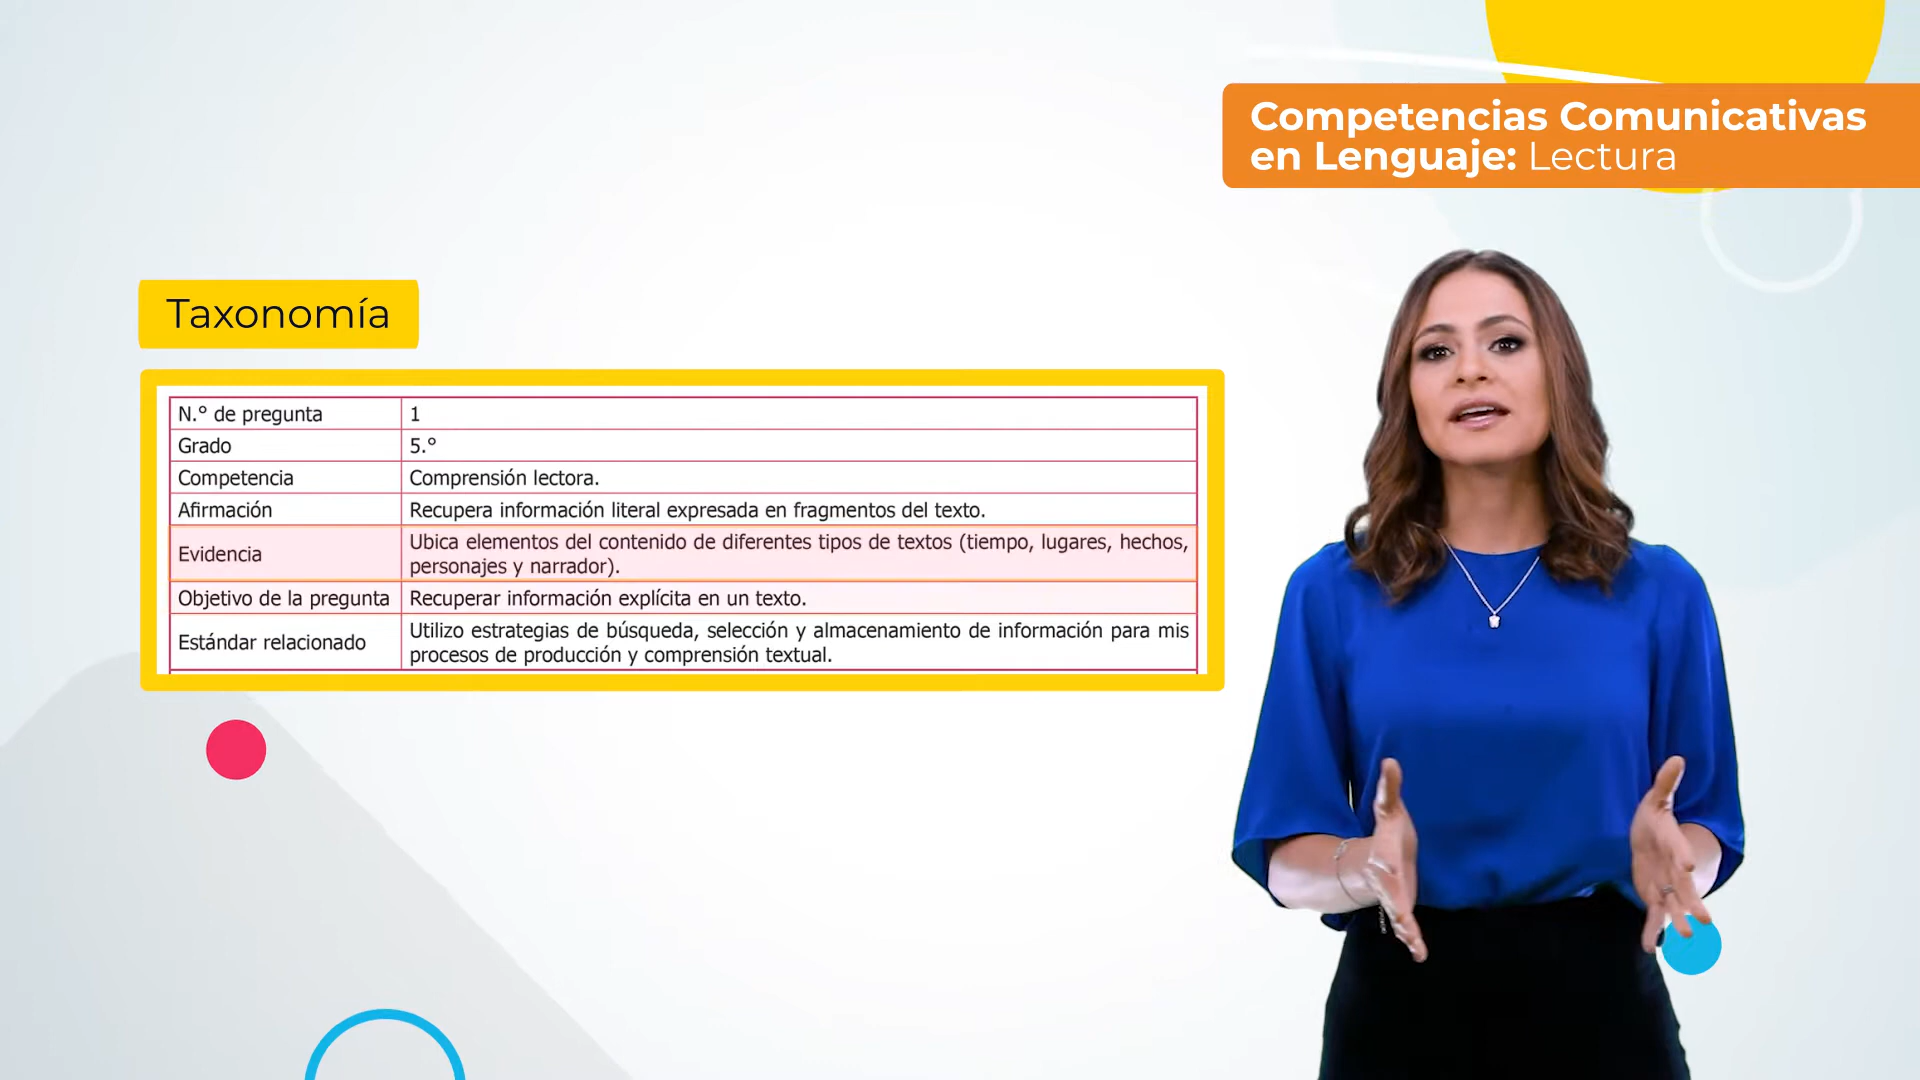 Competencias Comunicativas
en Lenguaje: Lectura
Taxonomía
N.° de pregunta 1
Grado 5.°
Competencia Comprensión lectora.
Afirmación Recupera información literal expresada en fragmentos del texto.
Evidencia Ubica elementos del contenido de diferentes tipos de textos (tiempo, lugares, hechos,
personajes y narrador).
Objetivo de la pregunta Recuperar información explícita en un texto.
Estándar relacionado Utilizo estrategias de búsqueda, selección y almacenamiento de información para mis
procesos de producción y comprensión textual.